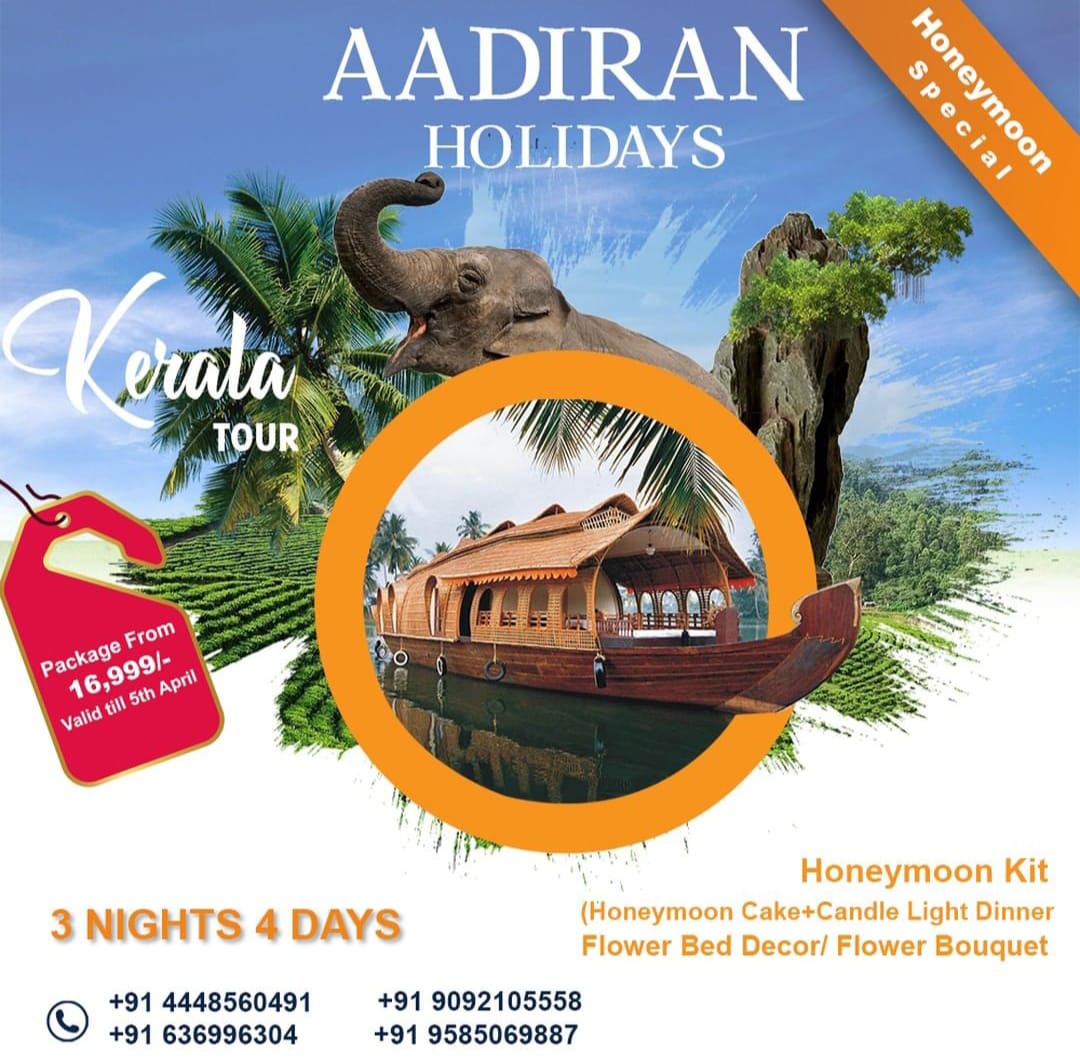 AADIRAN
HOLIDAYS
Honeymoon
Special
Kerala
TOUR
Package From
16,999/-
Valid till 5th April
Honeymoon Kit
(Honeymoon Cake+Candle Light Dinner
Flower Bed Decor/ Flower Bouquet
3 NIGHTS 4 DAYS
+91 4448560491
+91 9092105558
+91 636996304
+91 9585069887